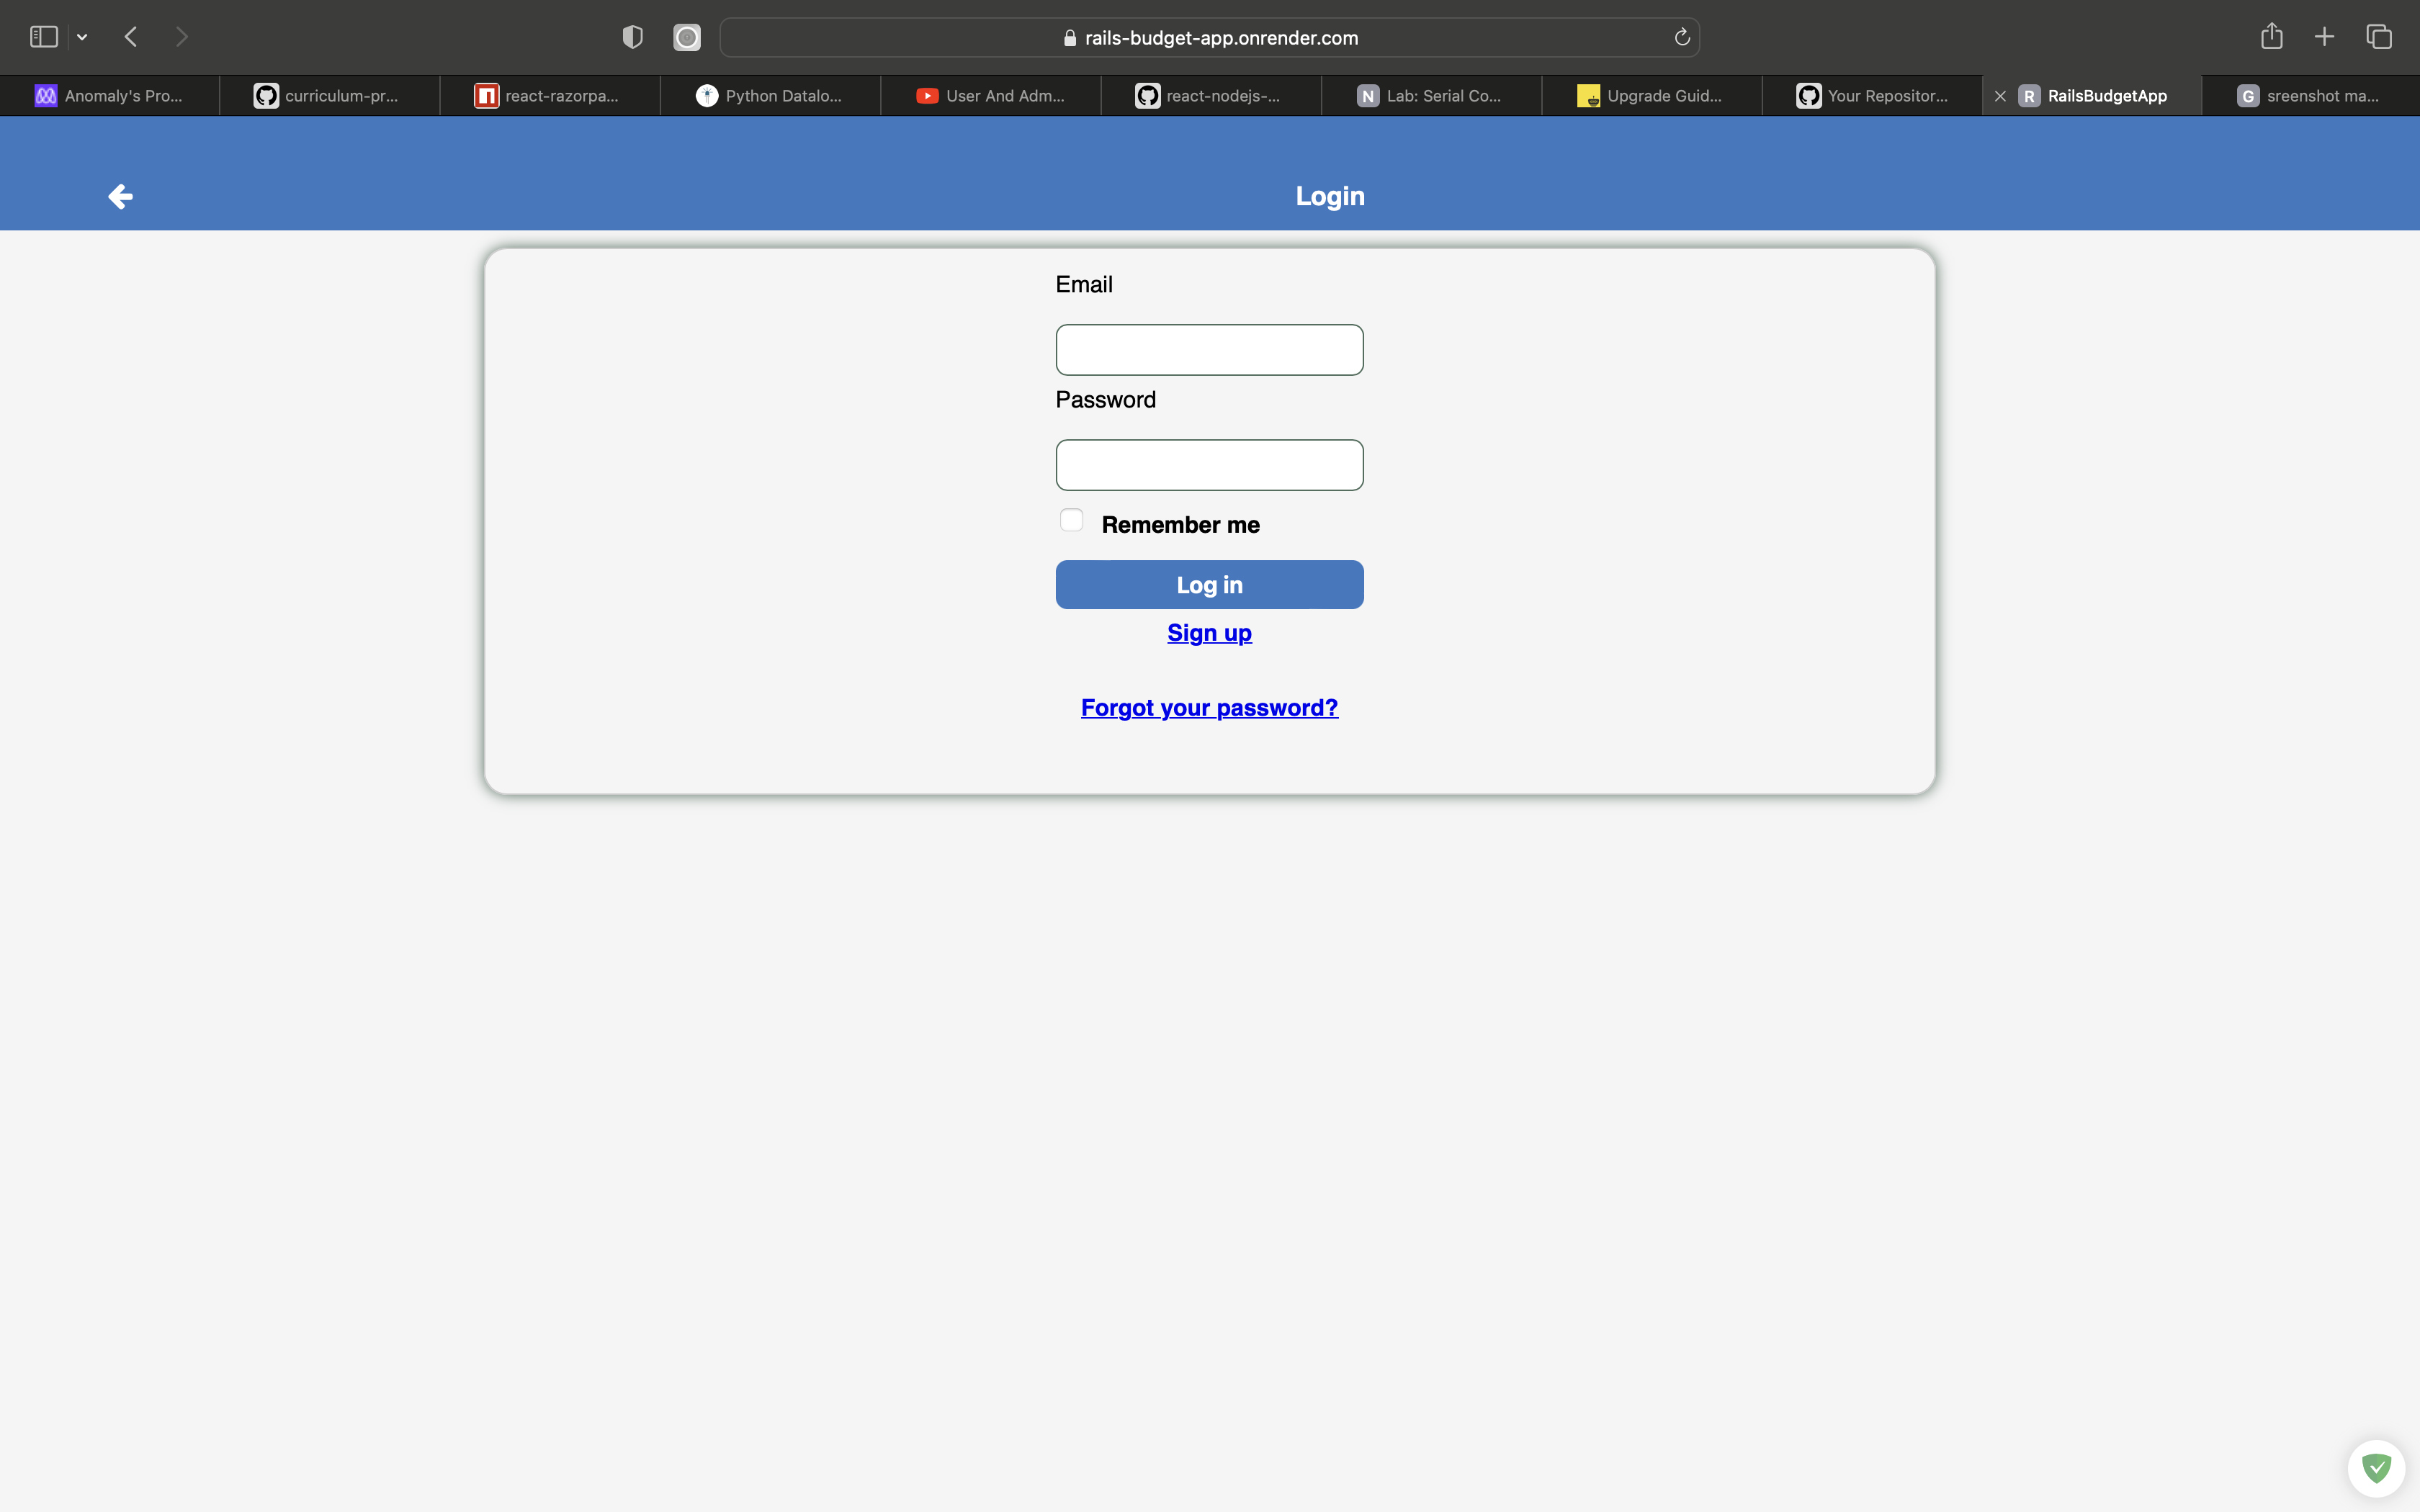 rails-budget-app.onrender.com
Anomaly's Pro...
curriculum-pr...
react-razorpa...
Python Datalo...
User And Adm...
react-nodejs-...
N Lab: Serial Co...
Upgrade Guid...
Your Repositor...
R RailsBudgetApp
G sreenshot ma...
Login
Email
Password
Remember me
Log in
Sign up
Forgot your password?